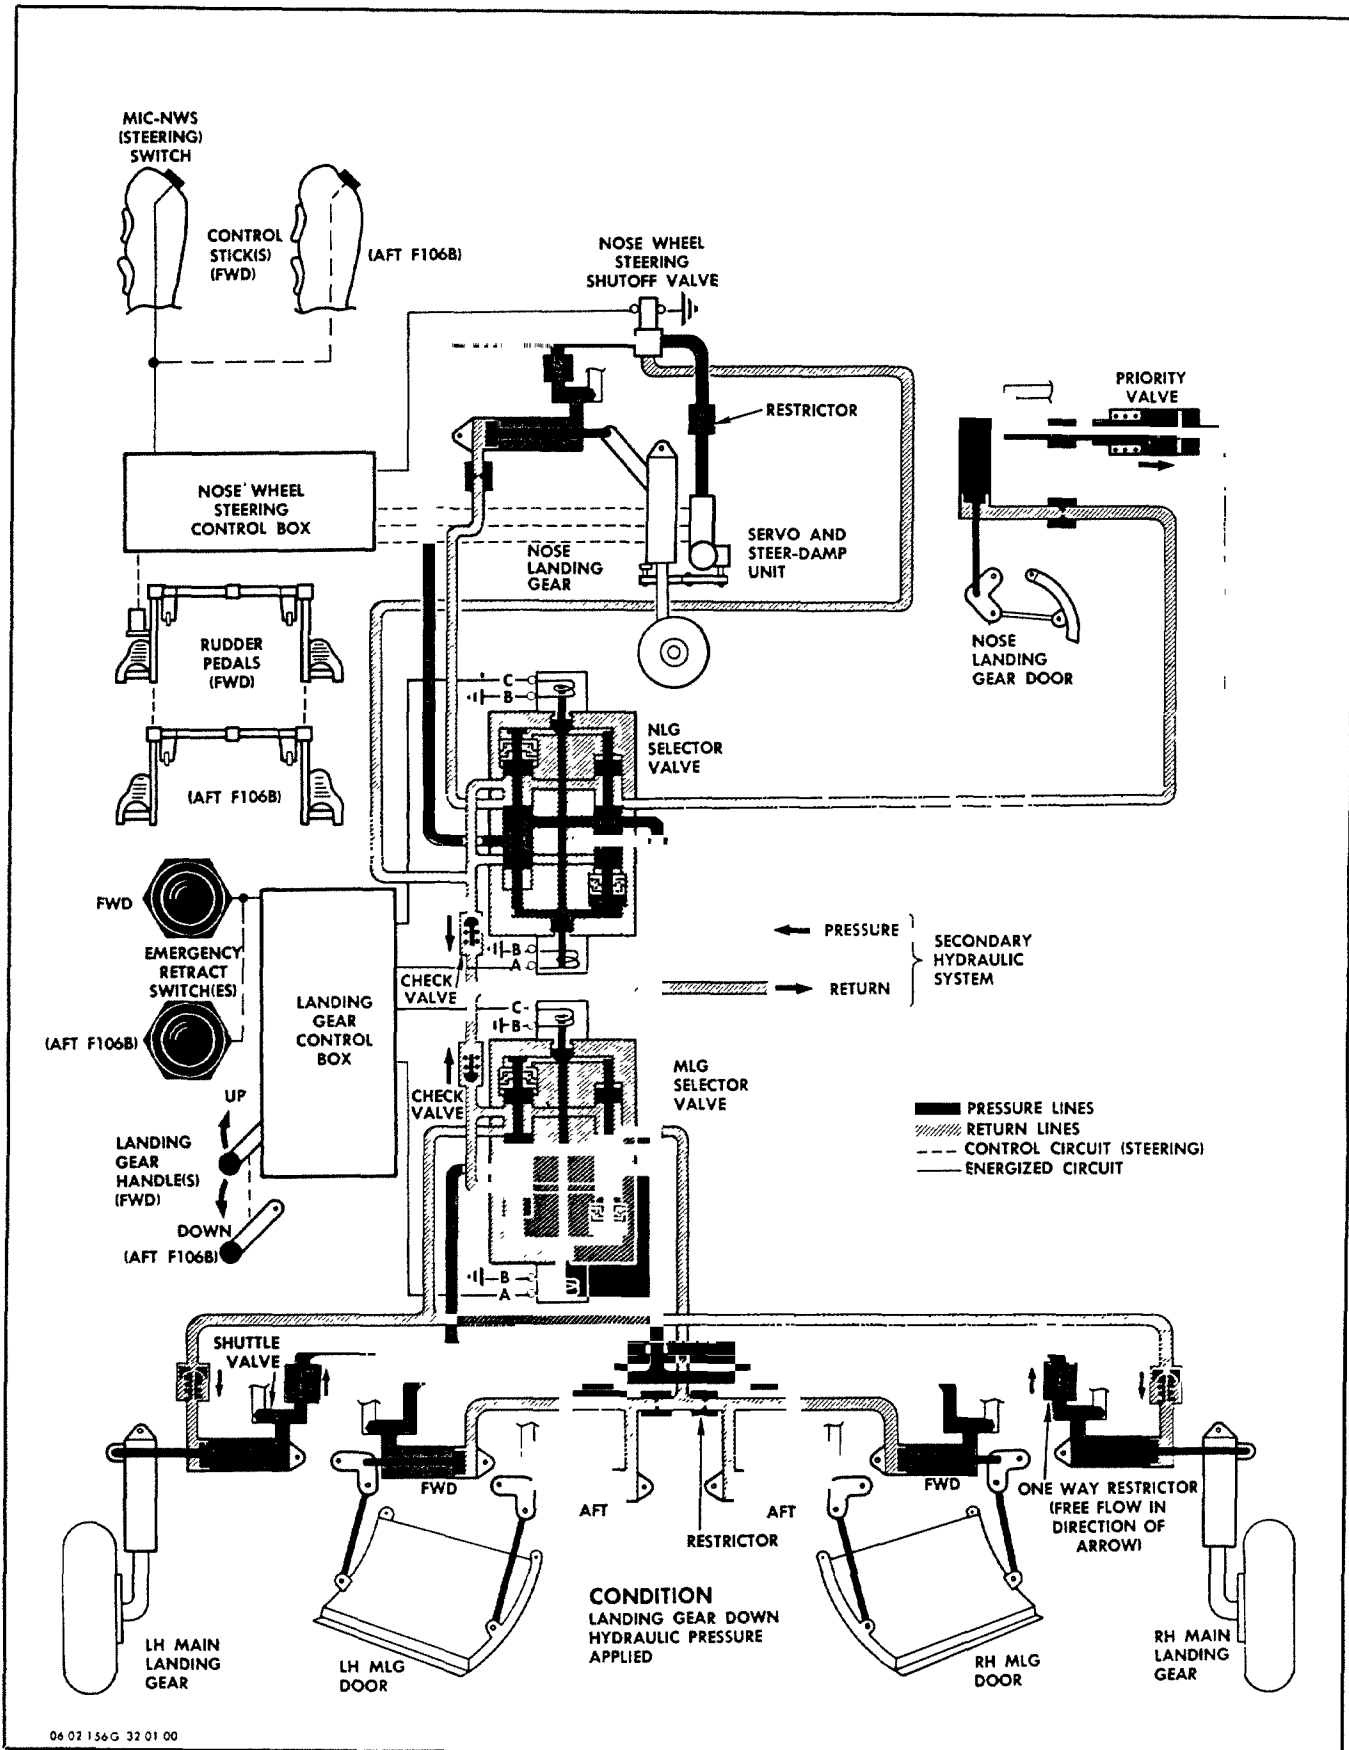 MIC-NWS
(STEERING)
SWITCH
CONTROL
STICK(S)
(FWD)
(AFT F106B)
NOSE WHEEL
STEERING
SHUTOFF VALVE
PRIORITY
VALVE
RESTRICTOR
NOSE WHEEL
STEERING
CONTROL BOX
NOSE
LANDING
GEAR
SERVO AND
STEER-DAMP
UNIT
RUDDER
PEDALS
(FWD)
NOSE
LANDING
GEAR DOOR
C
B
NLG
SELECTOR
VALVE
(AFT F106B)
FWD
EMERGENCY
RETRACT
SWITCH(ES)
(AFT F106B)
LANDING
GEAR
CONTROL
BOX
B
A
CHECK
VALVE
PRESSURE
RETURN
SECONDARY
HYDRAULIC
SYSTEM
C
B
CHECK
VALVE
MLG
SELECTOR
VALVE
UP
LANDING
GEAR
HANDLE(S)
(FWD)
DOWN
(AFT F106B)
PRESSURE LINES
RETURN LINES
CONTROL CIRCUIT (STEERING)
ENERGIZED CIRCUIT
B
A
SHUTTLE
VALVE
FWD
AFT
RESTRICTOR
AFT
FWD
ONE WAY RESTRICTOR
(FREE FLOW IN
DIRECTION OF
ARROW)
LH MAIN
LANDING
GEAR
LH MLG
DOOR
CONDITION
LANDING GEAR DOWN
HYDRAULIC PRESSURE
APPLIED
RH MLG
DOOR
RH MAIN
LANDING
GEAR
06 02 156G 32 01 00